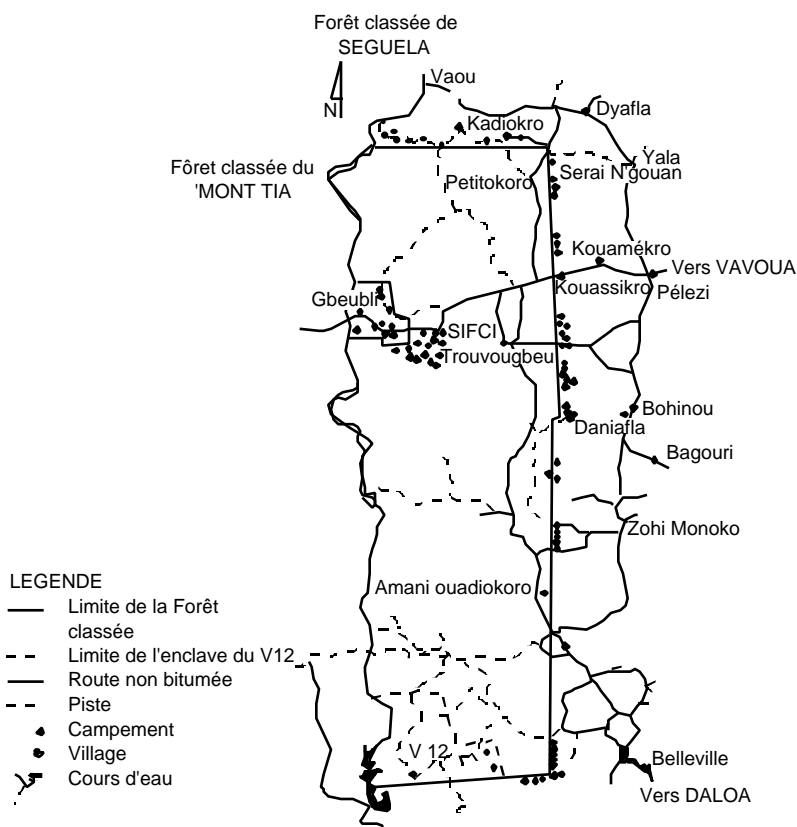 Forêt classée de
SEGUELA
Vaou
N
Dyafla
Kadiokro
Fôret classée du
'MONT TIA
Yala
Petitokoro
Serai N'gouan
Kouamékro
Vers VAVOUA
Kouassikro
Pélezi
Gbeubli
SIFCI
Trouvougbeu
Bohinou
Daniafla
Bagouri
Zohi Monoko
Amani ouadiokoro
LEGENDE
Limite de la Forêt
classée
Limite de l'enclave du V12
Route non bitumée
Piste
Campement
Village
Cours d'eau
V 12
Belleville
Vers DALOA